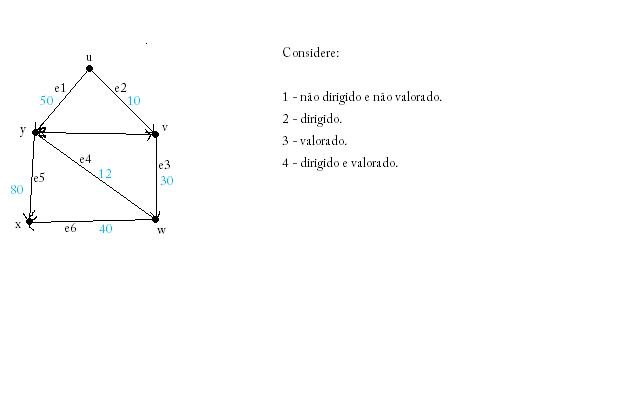 u
e1
e2
50
10
y
v
e4
e3
12
30
e5
80
x
e6
40
w
Considere:
1 - não dirigido e não valorado.
2 - dirigido.
3 - valorado.
4 - dirigido e valorado.